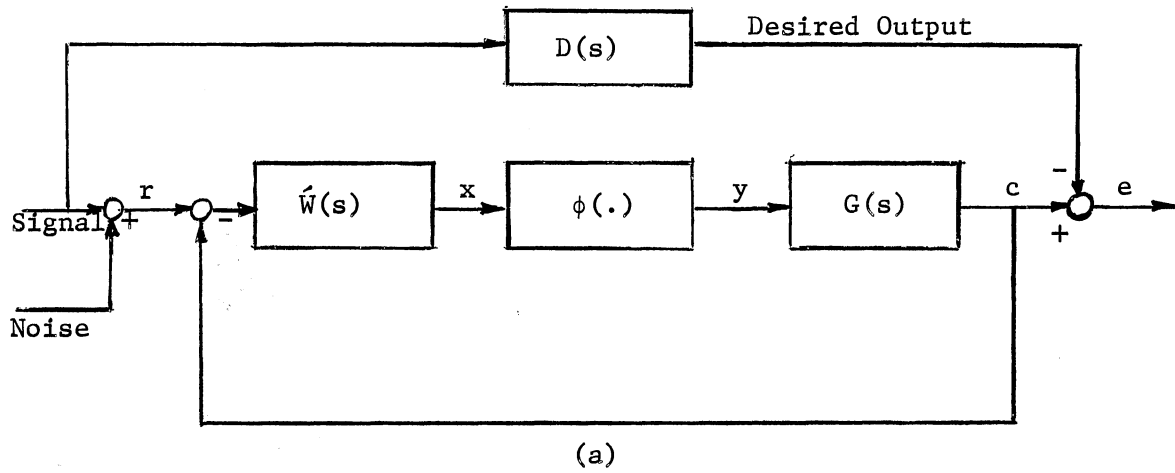 Desired Output
D(s)
-
r
+
-
Ẃ(s)
x
φ(.)
y
G(s)
c
+
e
Signal
Noise
(a)